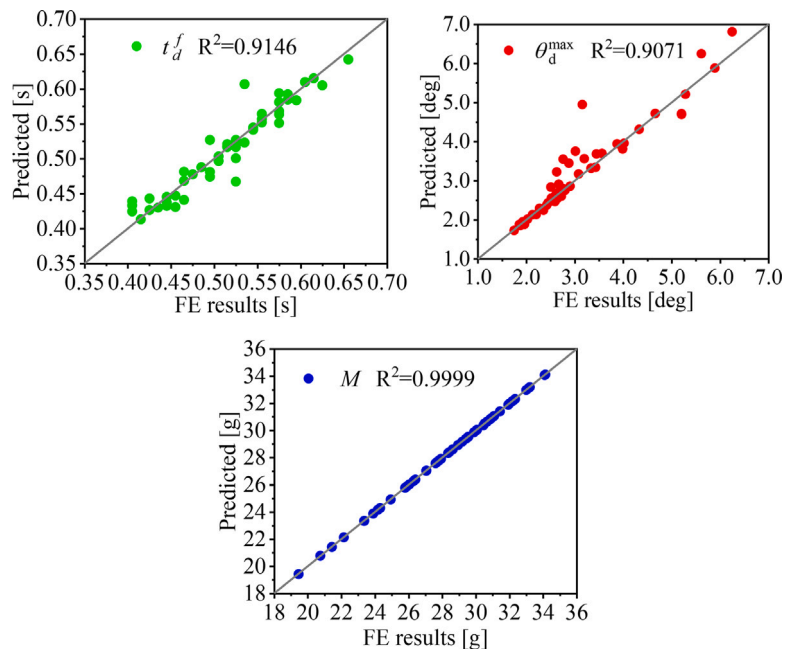 t_d^f R²=0.9146
0.70
0.65
0.60
0.55
0.50
0.45
0.40
0.35
Predicted [s]
0.35 0.40 0.45 0.50 0.55 0.60 0.65 0.70
FE results [s]
θ_d^max R²=0.9071
7.0
6.0
5.0
4.0
3.0
2.0
1.0
Predicted [deg]
1.0 2.0 3.0 4.0 5.0 6.0 7.0
FE results [deg]
M R²=0.9999
36
34
32
30
28
26
24
22
20
18
Predicted [g]
18 20 22 24 26 28 30 32 34 36
FE results [g]